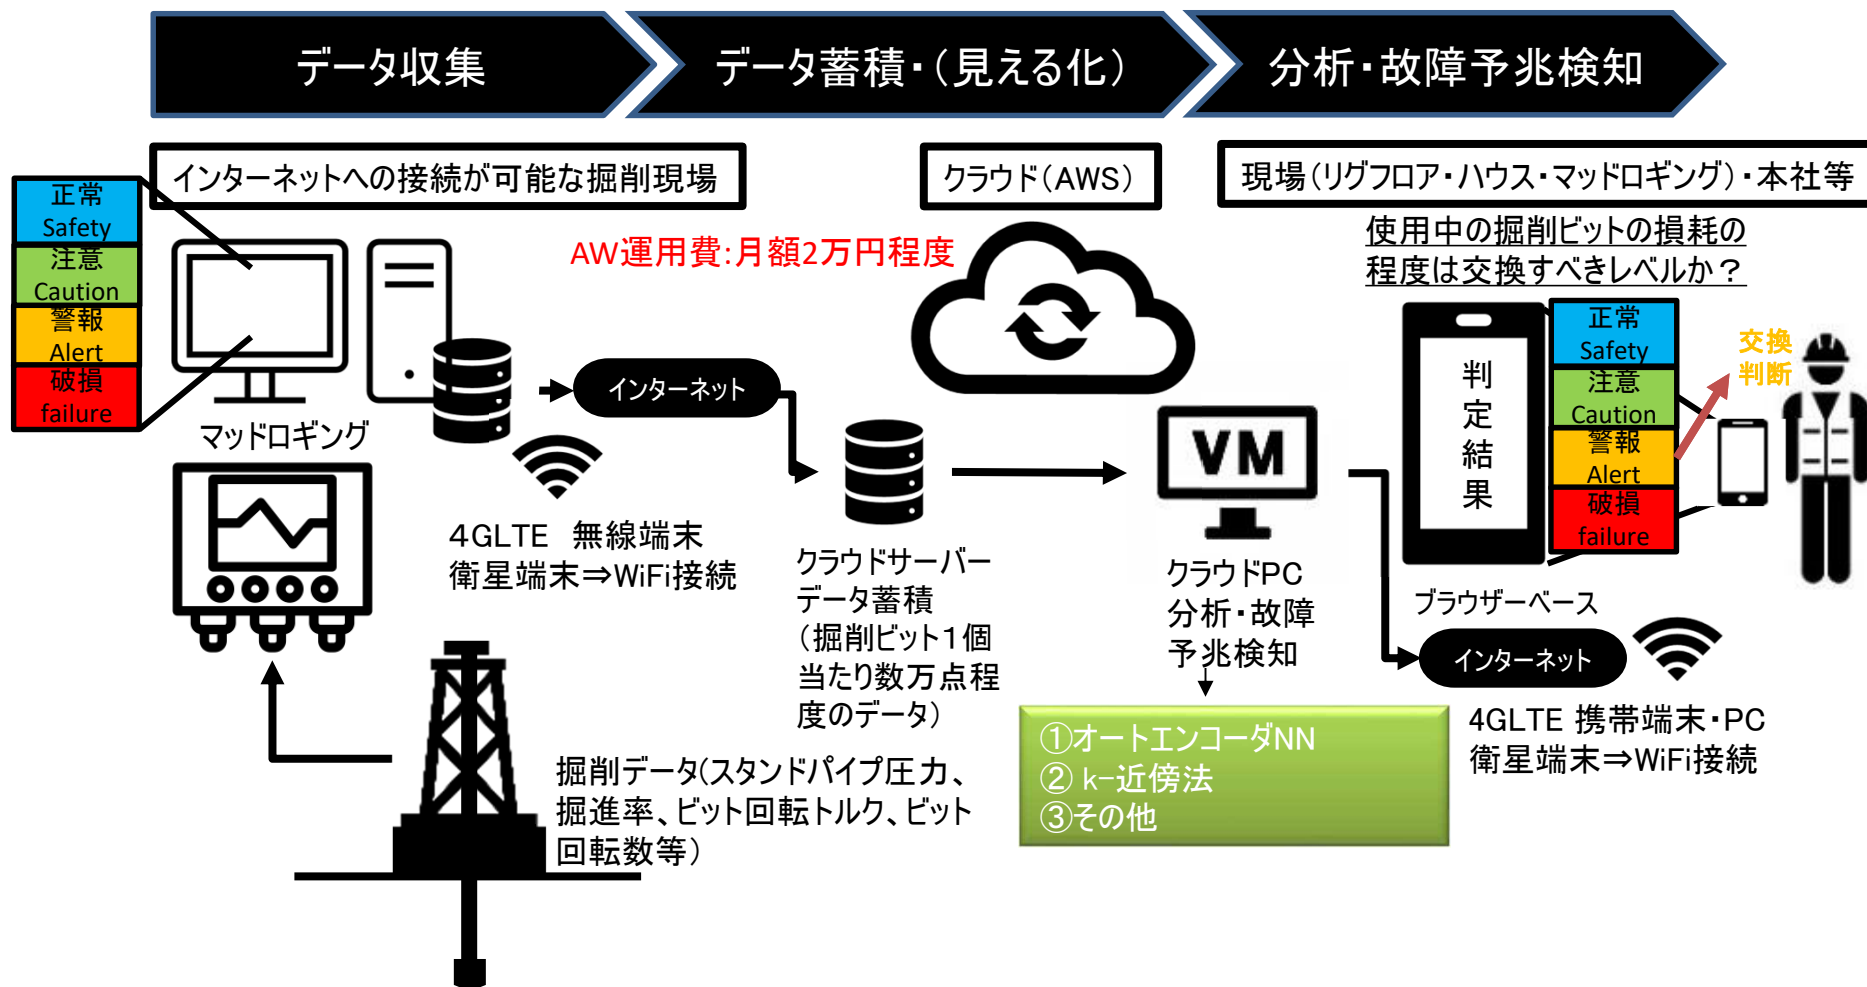 データ収集
データ蓄積・（見える化）
分析・故障予兆検知
インターネットへの接続が可能な掘削現場
クラウド（AWS）
現場（リグフロア・ハウス・マッドロギング）・本社等
正常
Safety
注意
Caution
警報
Alert
破損
failure
AW運用費:月額2万円程度
使用中の掘削ビットの損耗の
程度は交換すべきレベルか？
マッドロギング
インターネット
4GLTE　無線端末
衛星端末⇒WiFi接続
クラウドサーバー
データ蓄積
（掘削ビット１個
当たり数万点程
度のデータ）
VM
クラウドPC
分析・故障
予兆検知
①オートエンコーダNN
② k-近傍法
③その他
判
定
結
果
正常
Safety
注意
Caution
警報
Alert
破損
failure
交換
判断
ブラウザーベース
インターネット
4GLTE 携帯端末・PC
衛星端末⇒WiFi接続
掘削データ(スタンドパイプ圧力、
掘進率、ビット回転トルク、ビット
回転数等）